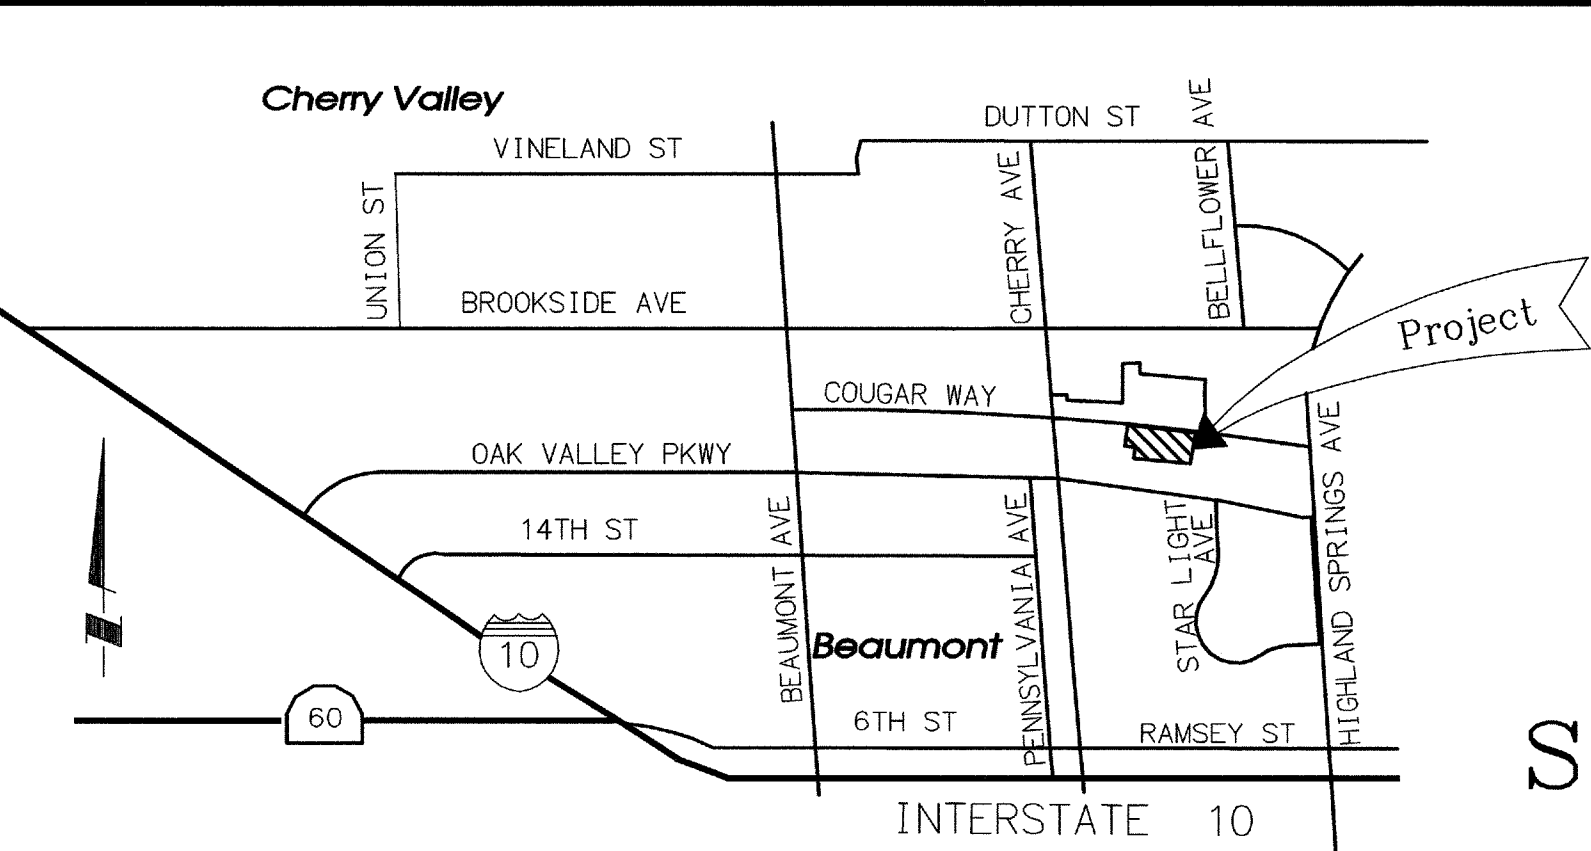 Cherry Valley
DUTTON ST
BELLFLOWER AVE
VINELAND ST
UNION ST
CHERRY AVE
BROOKSIDE AVE
Project
COUGAR WAY
OAK VALLEY PKWY
HIGHLAND SPRINGS AVE
14TH ST
BEAUMONT AVE
PENNSYLVANIA AVE
STAR LIGHT
AVE
N
10
Beaumont
60
6TH ST
RAMSEY ST
S
INTERSTATE 10